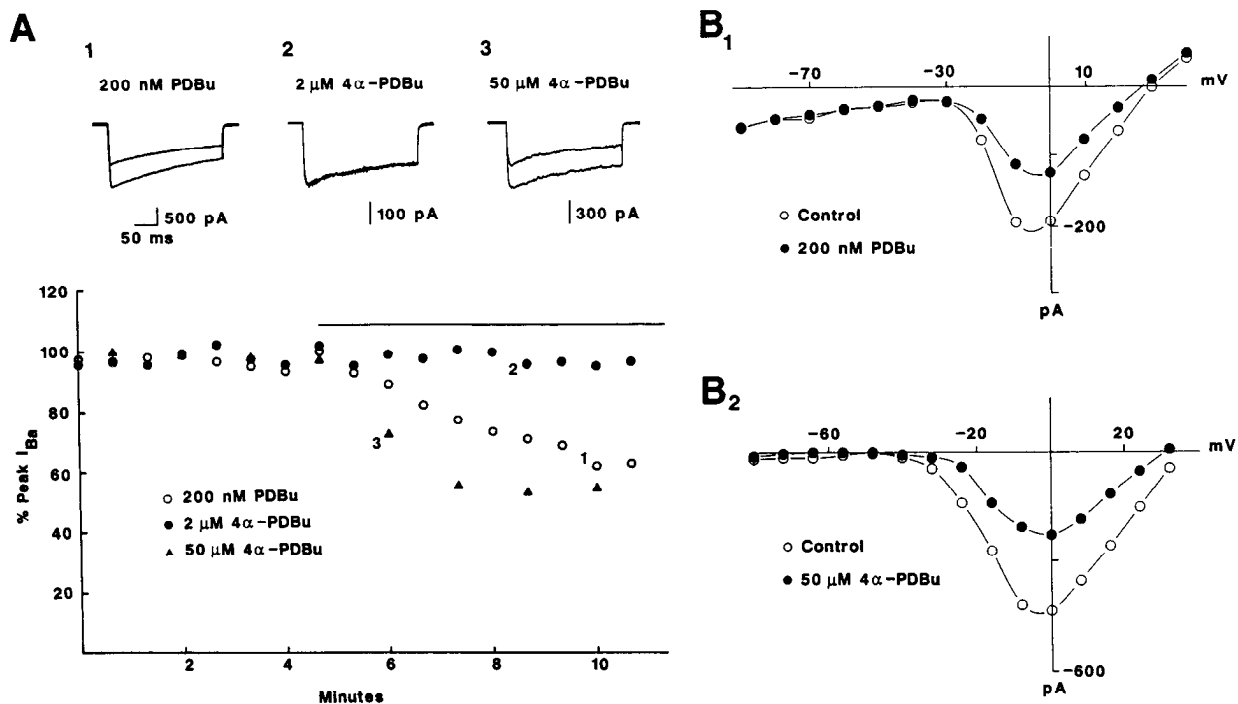 A
1
200 nM PDBu
2
2 μM 4α-PDBu
3
50 μM 4α-PDBu
500 pA
50 ms
100 pA
300 pA
120
100
80
60
40
20
% Peak IBa
2
3
1
200 nM PDBu
2 μM 4α-PDBu
50 μM 4α-PDBu
2
4
6
8
10
Minutes
B1
-70
-30
10
mV
Control
200 nM PDBu
-200
pA
B2
-60
-20
20
mV
Control
50 μM 4α-PDBu
-600
pA